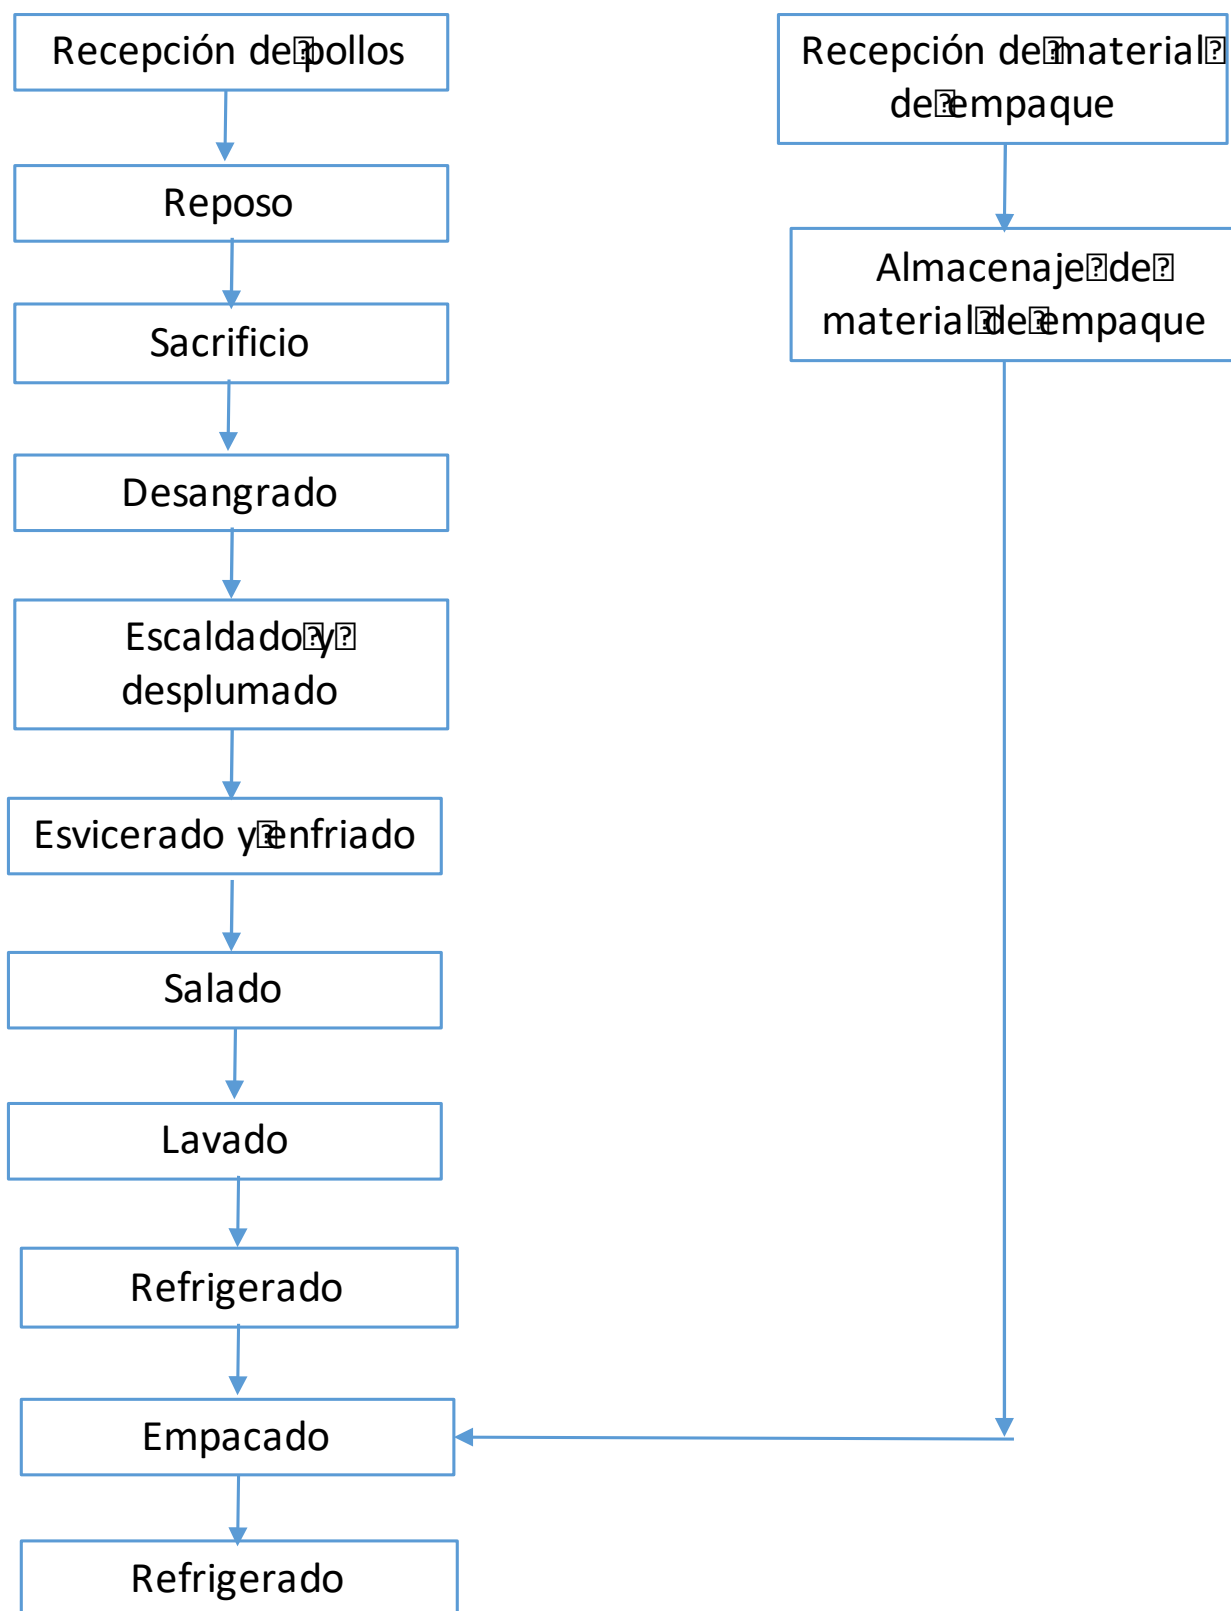 Recepción de pollos
Reposo
Sacrificio
Desangrado
Escaldado y
desplumado
Esvicerado y enfriado
Salado
Lavado
Refrigerado
Empacado
Refrigerado
Recepción de material
de empaque
Almacenaje de
material de empaque